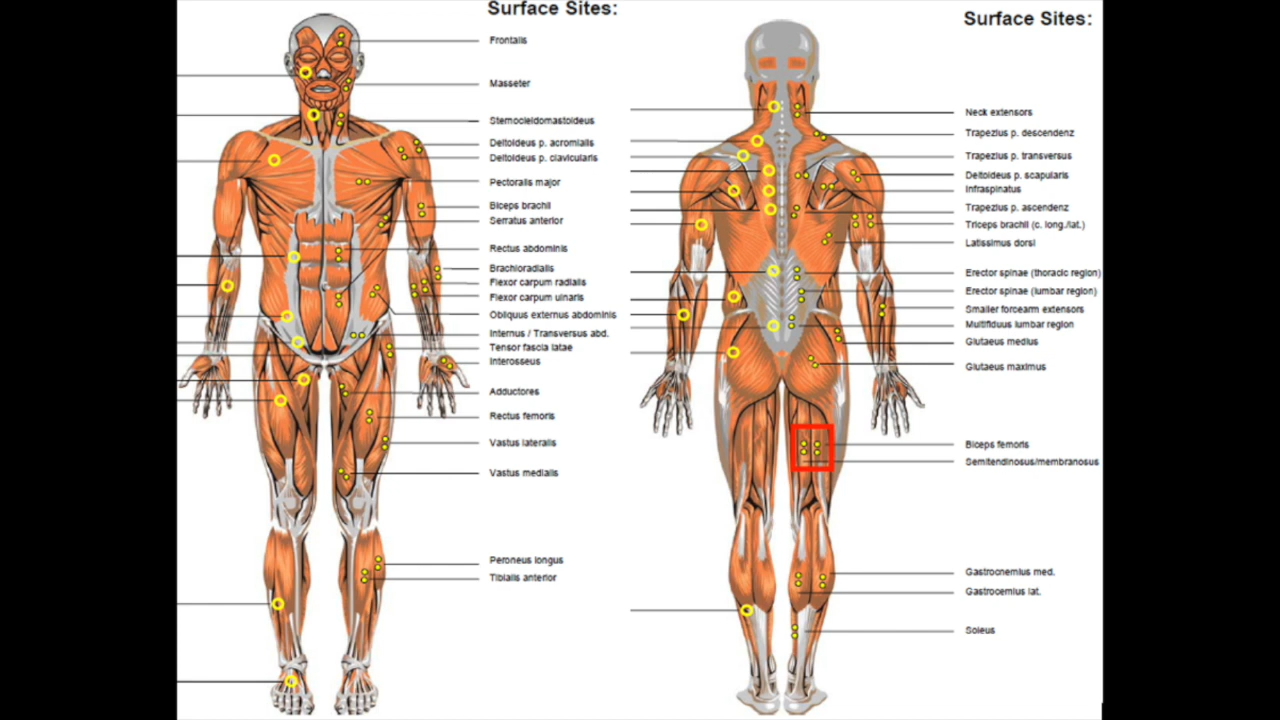 Surface Sites:
Frontalis
Masseter
Sternocleidomastoideus
Deltoideus p. acromialis
Deltoideus p. clavicularis
Pectoralis major
Biceps brachii
Serratus anterior
Rectus abdominis
Brachioradialis
Flexor carpum radialis
Flexor carpum ulnaris
Obliquus externus abdominis
Internus / Transversus abd.
Tensor fascia latae
Interosseus
Adductores
Rectus femoris
Vastus lateralis
Vastus medialis
Peroneus longus
Tibialis anterior
Surface Sites:
Neck extensors
Trapezius p. descendenz
Trapezius p. transversus
Deltoideus p. scapularis
Infraspinatus
Trapezius p. ascendenz
Triceps brachii (c. long./lat.)
Latissimus dorsi
Erector spinae (thoracic region)
Erector spinae (lumbar region)
Smaller forearm extensors
Multifiduus lumbar region
Glutaeus medius
Glutaeus maximus
Biceps femoris
Semitendinosus/membranosus
Gastrocnemius med.
Gastrocemius lat.
Soleus